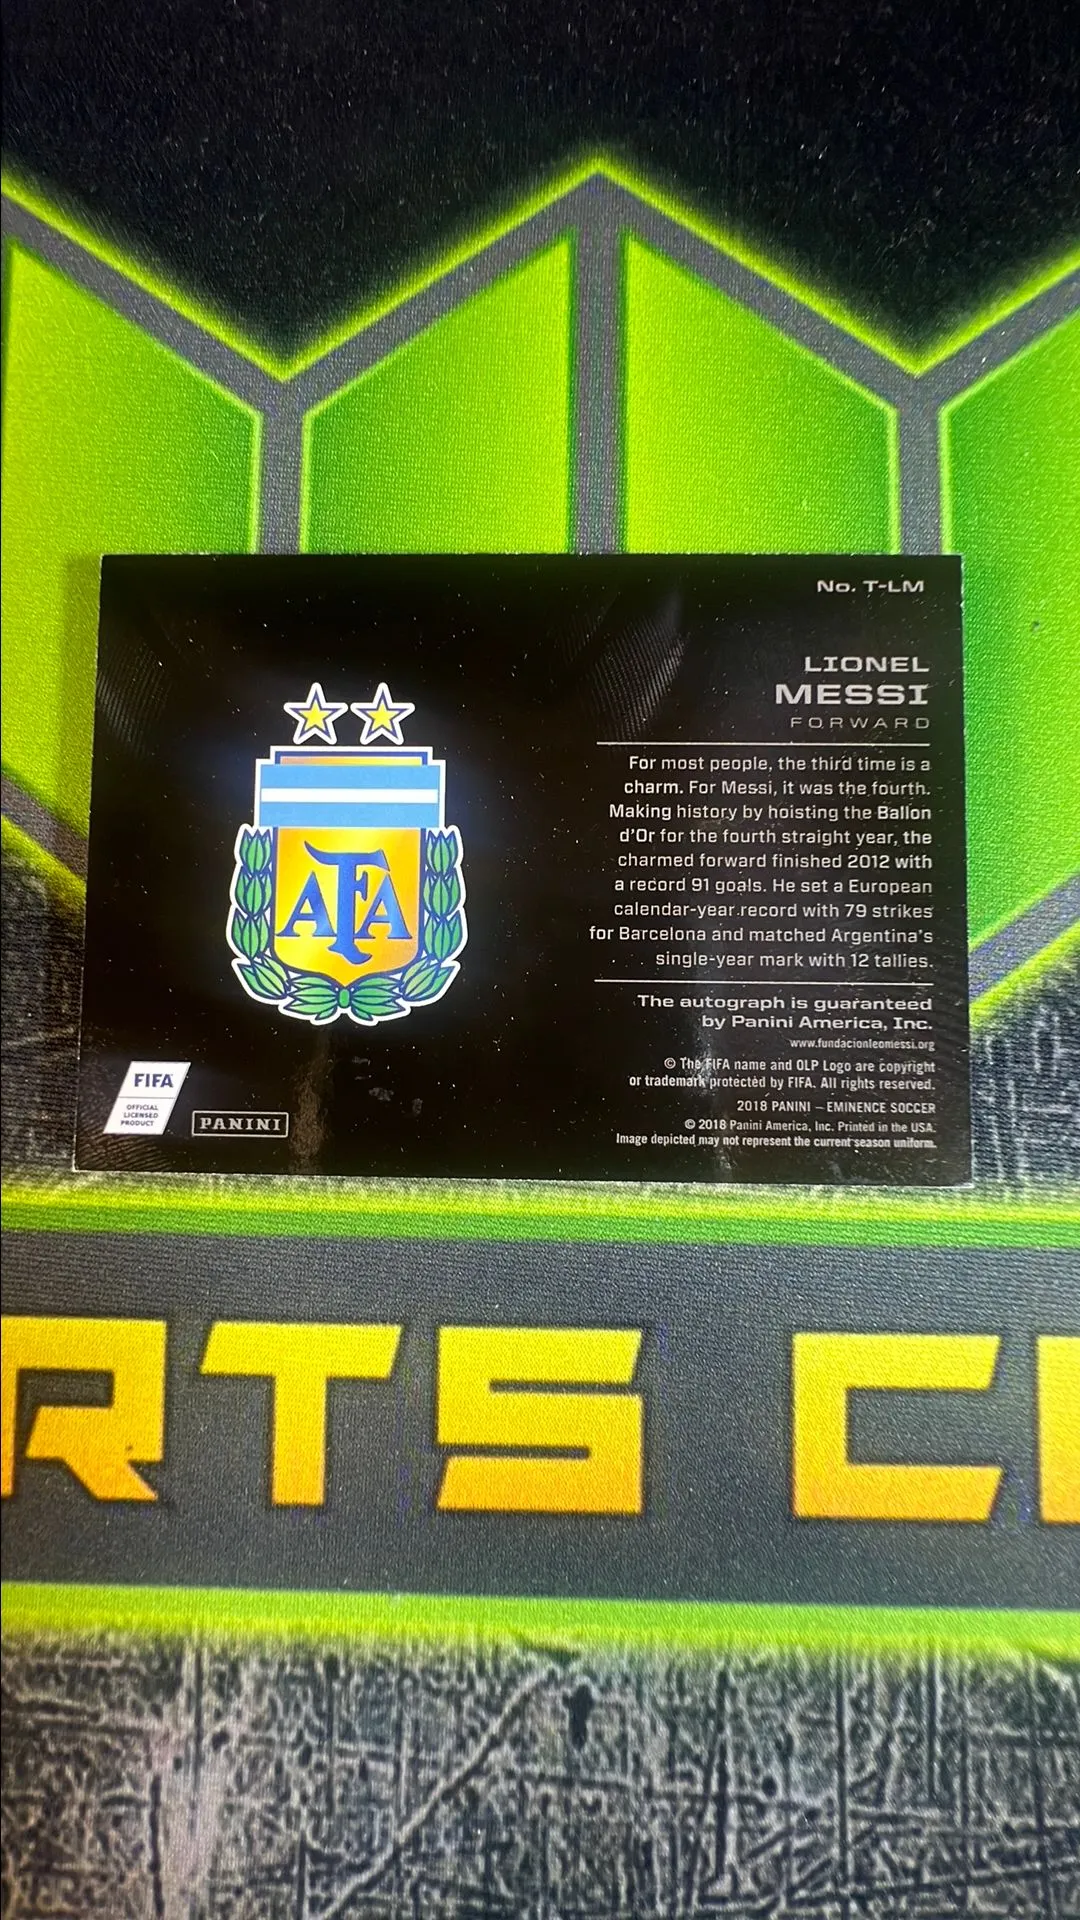 No. T-LM
LIONEL
MESSI
FORWARD
For most people, the third time is a
charm. For Messi, it was the fourth.
Making history by hoisting the Ballon
d'Or for the fourth straight year, the
charmed forward finished 2012 with
a record 91 goals. He set a European
calendar-year record with 79 strikes
for Barcelona and matched Argentina's
single-year mark with 12 tallies.
The autograph is guaranteed
by Panini America, Inc.
www.fundacionleomessi.org
© The FIFA name and OLP Logo are copyright
or trademark protected by FIFA. All rights reserved.
2018 PANINI – EMINENCE SOCCER
© 2018 Panini America, Inc. Printed in the USA.
Image depicted may not represent the current season uniform.
AFA
FIFA
OFFICIAL
LICENSED
PRODUCT
PANINI
RTS C